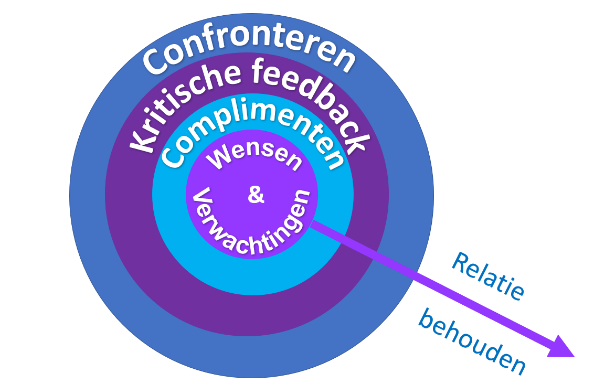 Confronteren
Kritische feedback
Complimenten
Wensen
&
Verwachtingen
Relatie
behouden